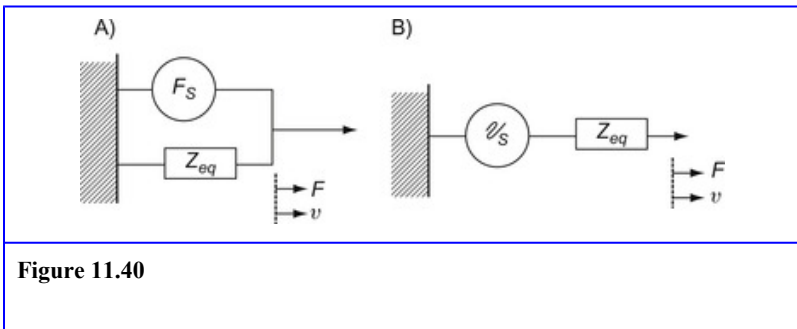 A)
F_S
Z_eq
F
v
B)
𝒱_S
Z_eq
F
v
Figure 11.40